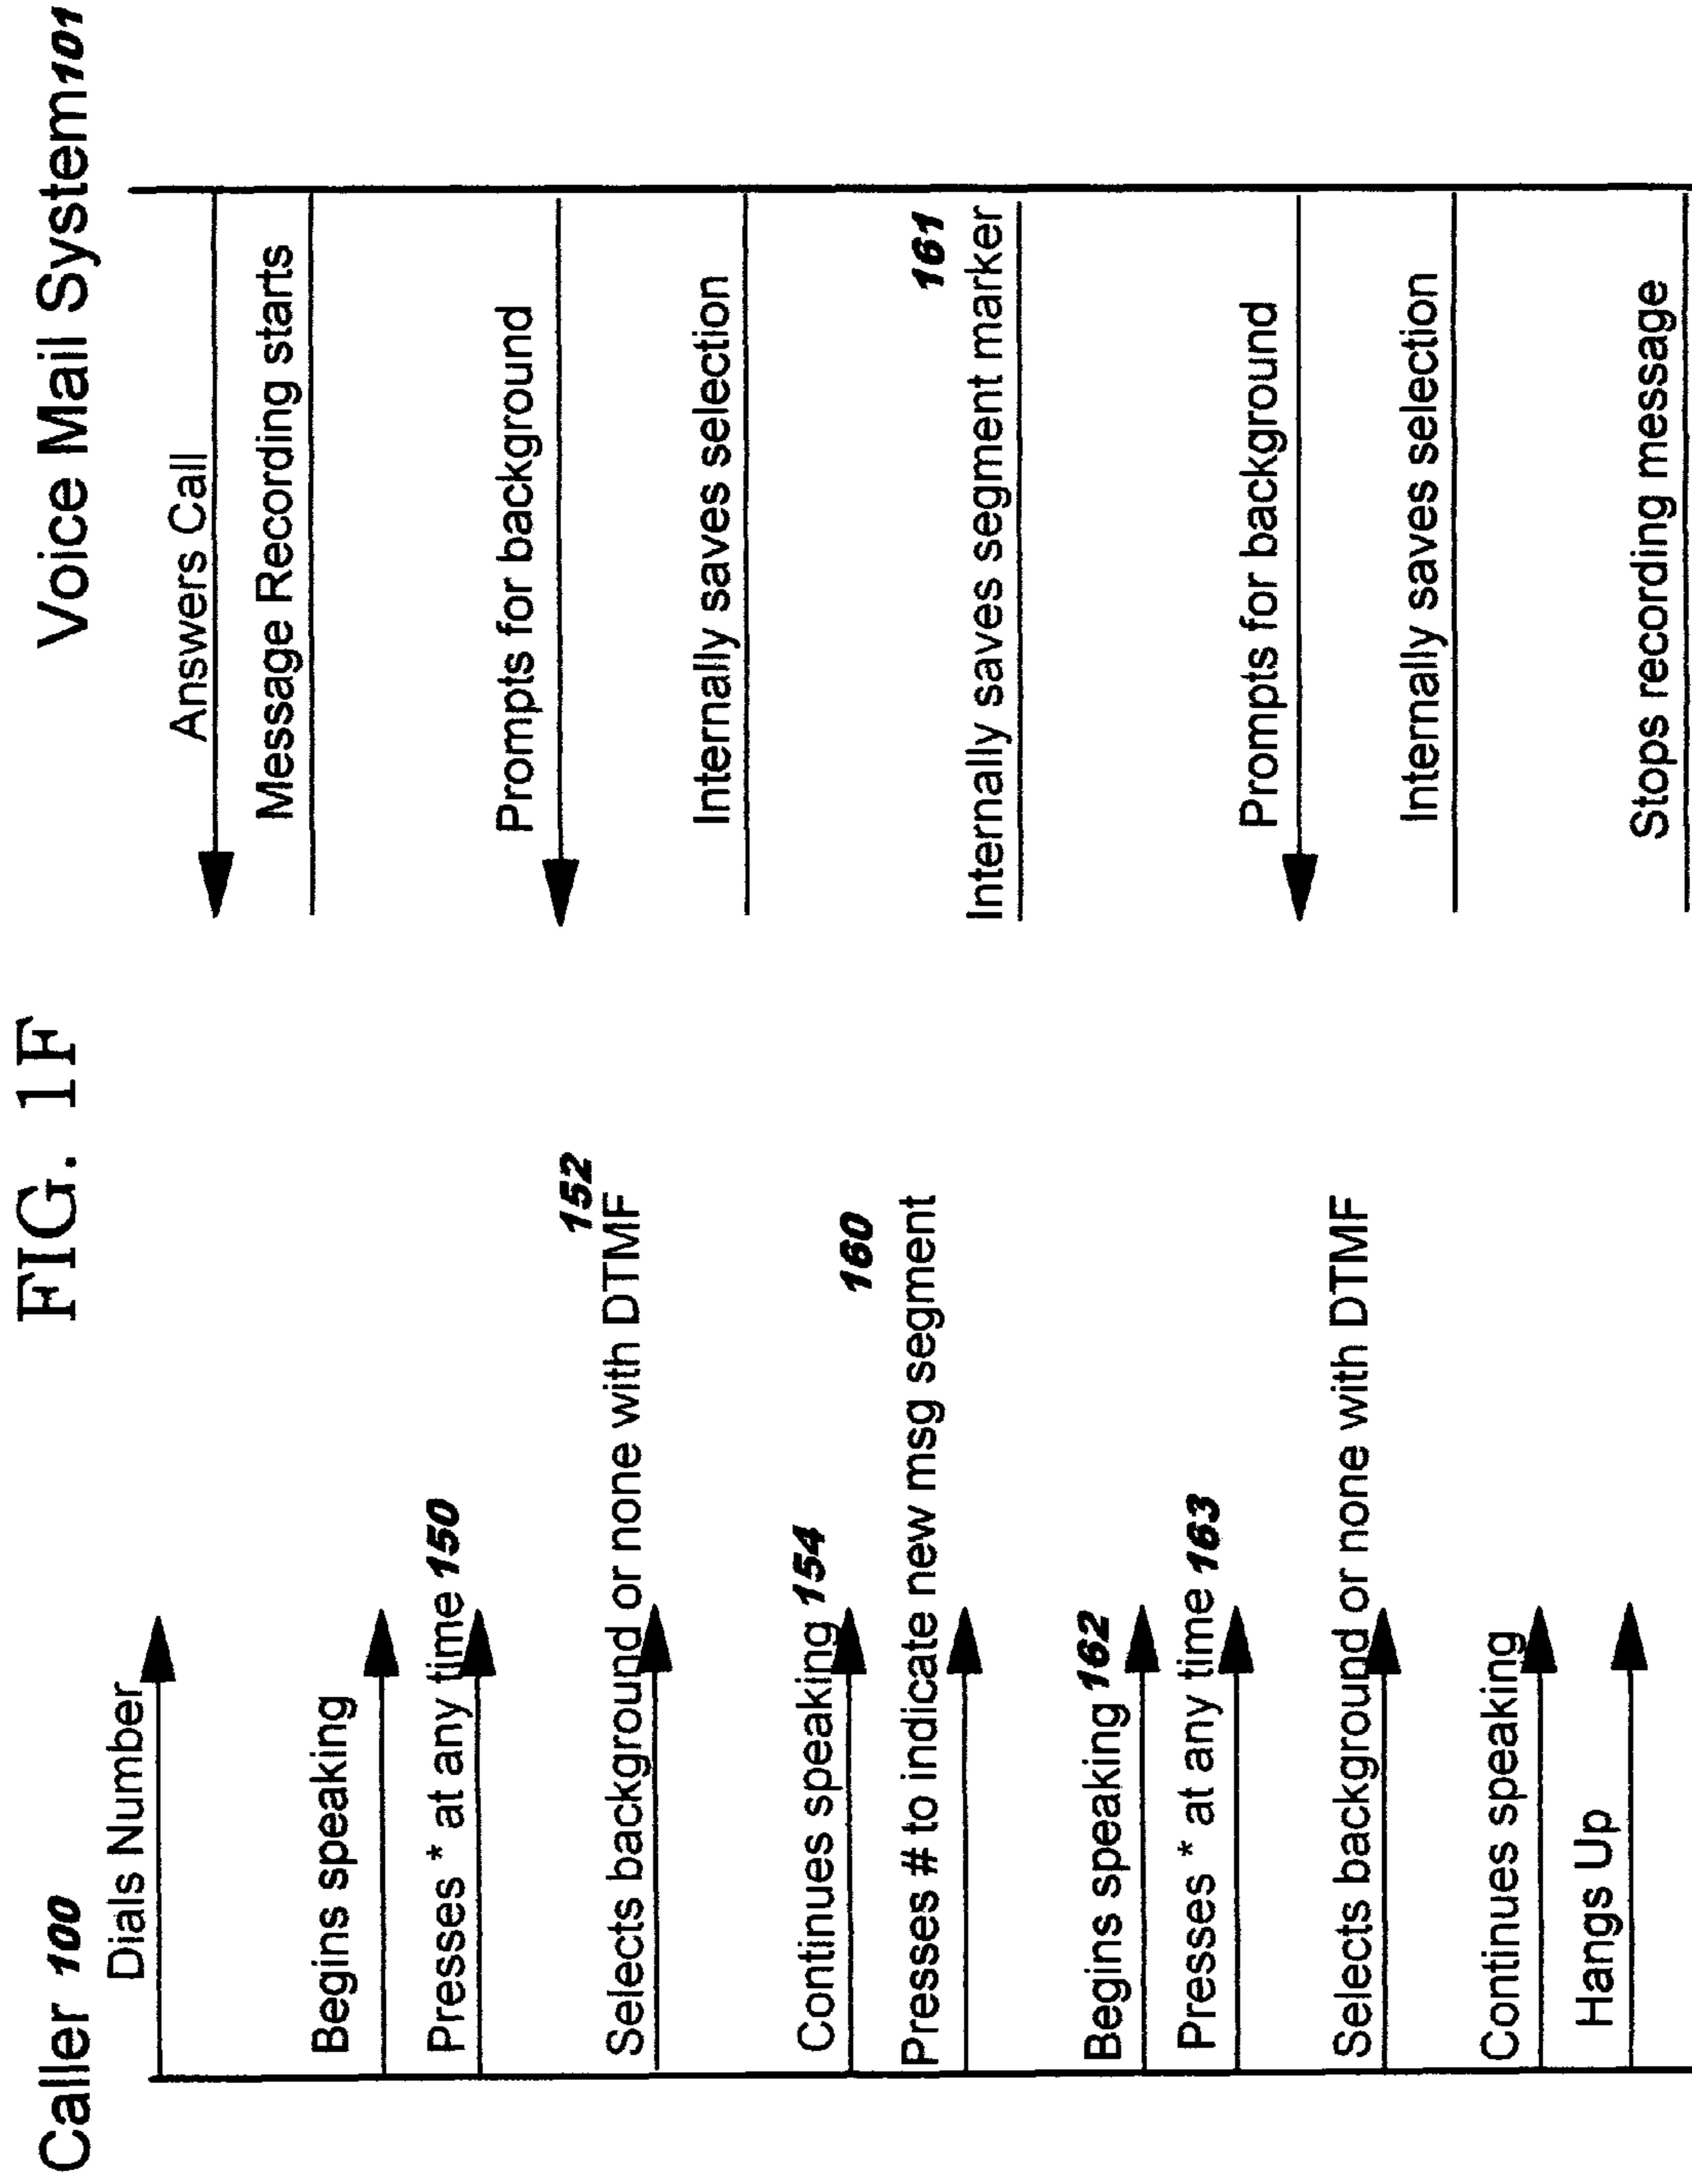 FIG. 1F
Caller 100
Voice Mail System 101
Dials Number
Answers Call
Message Recording starts
Begins speaking
Presses * at any time 150
Prompts for background
152
Selects background or none with DTMF
Internally saves selection
Continues speaking 154
160
Presses # to indicate new msg segment
161
Internally saves segment marker
Begins speaking 162
Presses * at any time 163
Prompts for background
Selects background or none with DTMF
Internally saves selection
Continues speaking
Hangs Up
Stops recording message